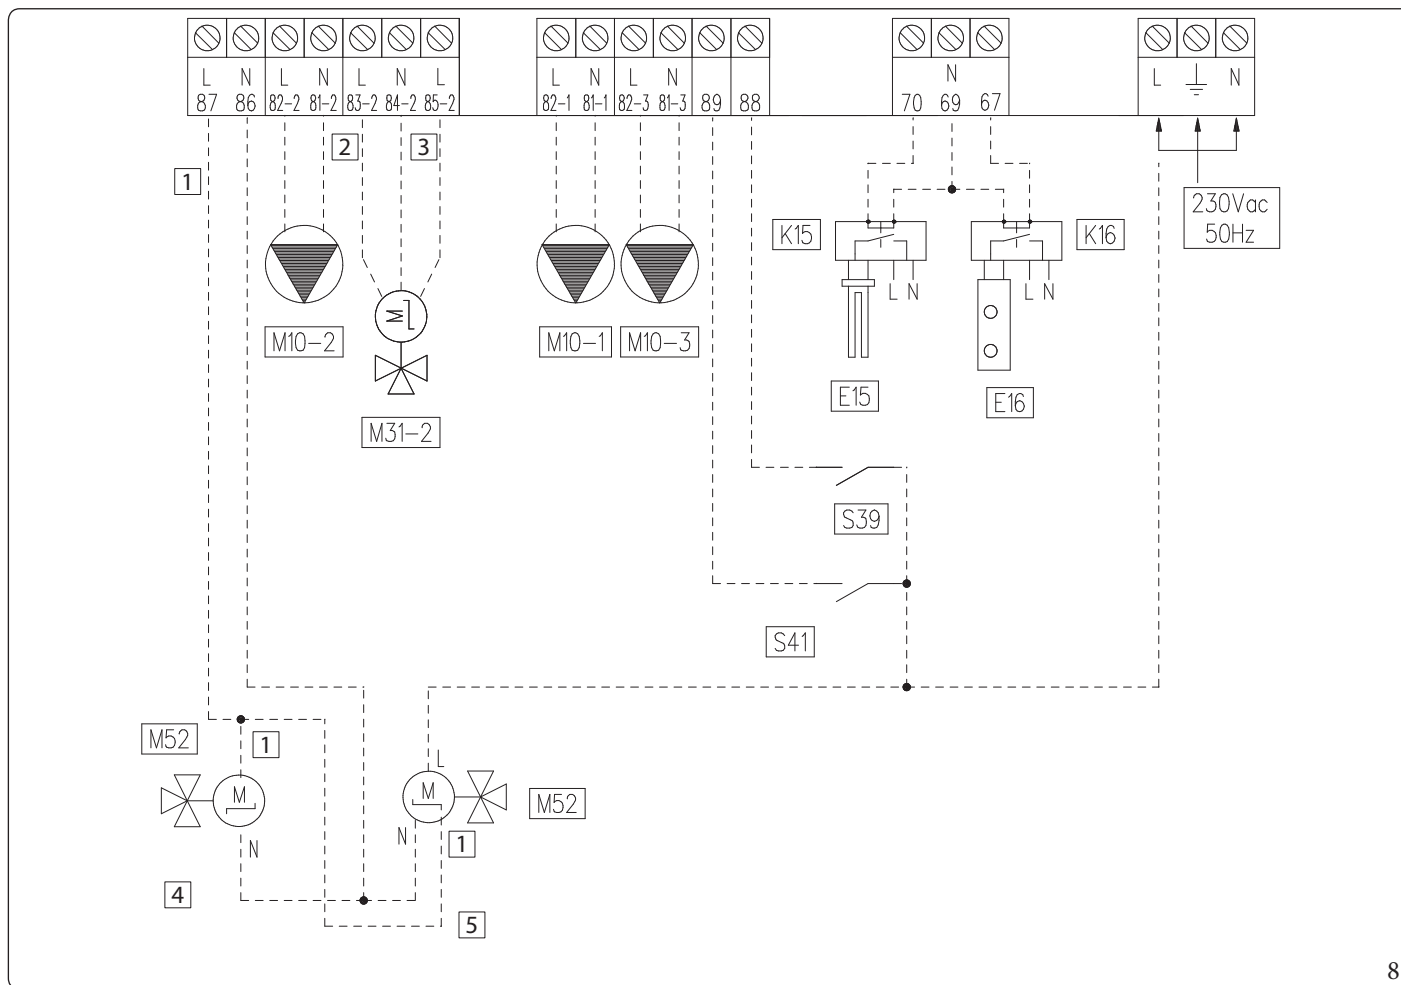 L N L N L N L
87 86 82-2 81-2 83-2 84-2 85-2
L N L N
82-1 81-1 82-3 81-3 89 88
N
70 69 67
L N
2 3
1
230Vac
50Hz
K15 K16
L N L N
M
M10-2 M10-1 M10-3
E15 E16
M31-2
S39
S41
M52 1
L
M M
M52
N N 1
4
5
8